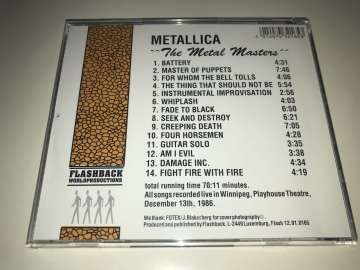 METALLICA
--The Metal Masters--
1. BATTERY 4:31
2. MASTER OF PUPPETS 7:46
3. FOR WHOM THE BELL TOLLS 4:06
4. THE THING THAT SHOULD NOT BE 5:54
5. INSTRUMENTAL IMPROVISATION 2:56
6. WHIPLASH 4:03
7. FADE TO BLACK 6:50
8. SEEK AND DESTROY 6:21
9. CREEPING DEATH 7:05
10. FOUR HORSEMEN 4:28
11. GUITAR SOLO 3:35
12. AM I EVIL 3:38
13. DAMAGE INC. 4:34
14. FIGHT FIRE WITH FIRE 4:19
FLASHBACK
WORLDPRODUCTIONS
total running time 70:11 minutes.
All songs recorded live in Winnipeg, Playhouse Theatre,
December 13th, 1986.
for cover photography
Produced and published by Flashback, L-2449 Luxemburg,